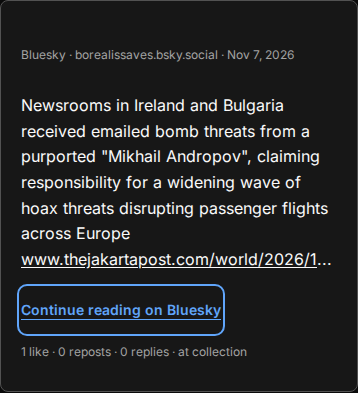 Bluesky · borealissaves.bsky.social · Nov 7, 2026
Newsrooms in Ireland and Bulgaria
received emailed bomb threats from a
purported "Mikhail Andropov", claiming
responsibility for a widening wave of
hoax threats disrupting passenger flights
across Europe
www.thejakartapost.com/world/2026/1...
Continue reading on Bluesky
1 like · 0 reposts · 0 replies · at collection